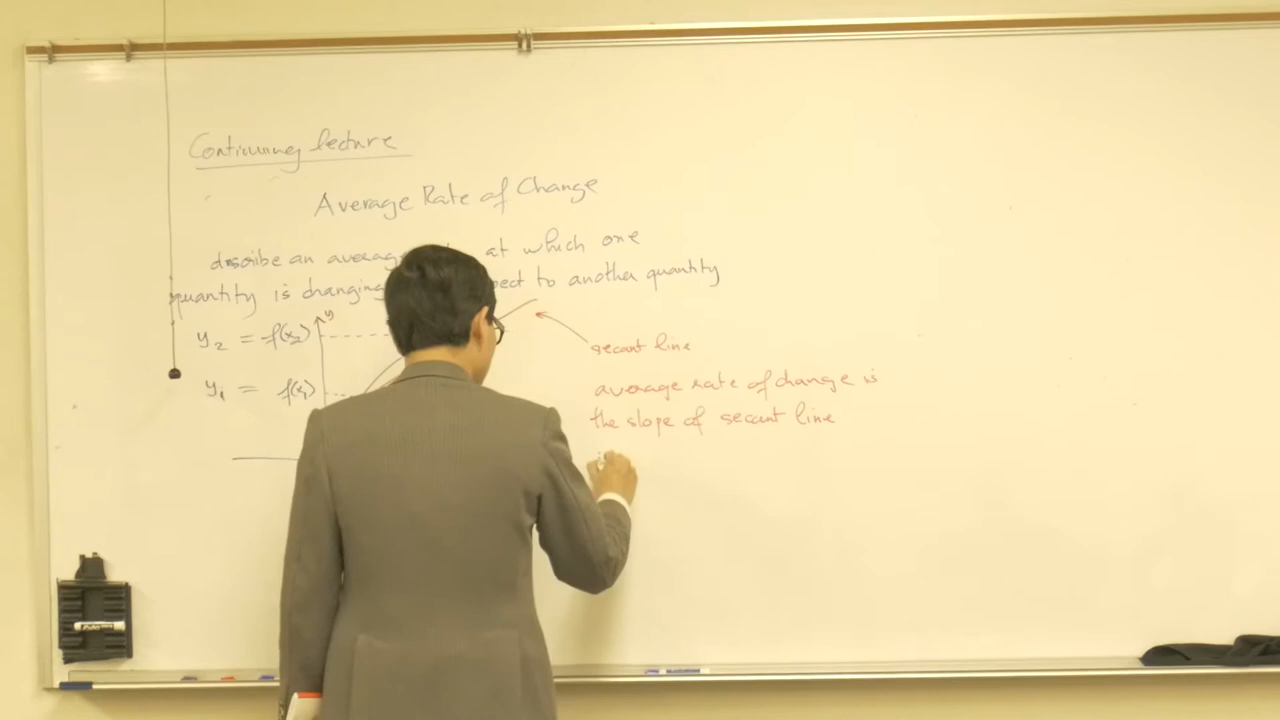 Continuing lecture
Average Rate of Change
describe an average at which one
quantity is changing to another quantity
y
y₂ = f(x₂)
secant line
y₁ = f(x₁)
average rate of change is
the slope of secant line